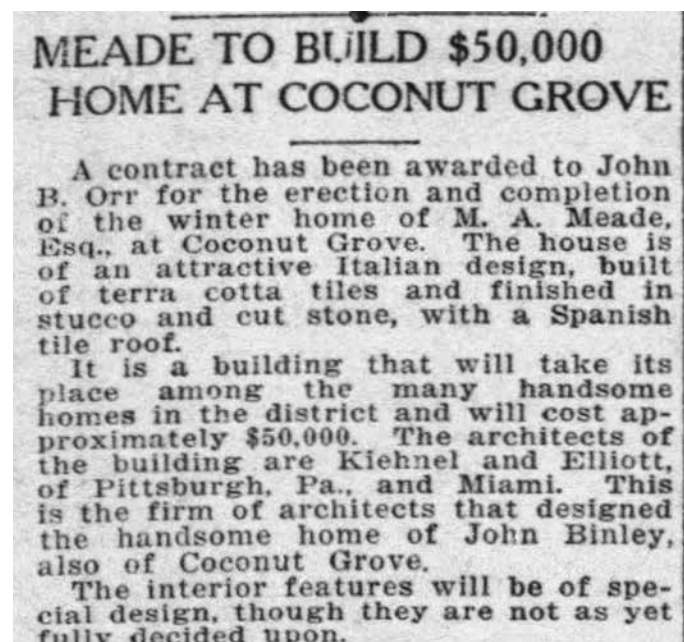 MEADE TO BUILD $50,000
HOME AT COCONUT GROVE
A contract has been awarded to John
B. Orr for the erection and completion
of the winter home of M. A. Meade,
Esq., at Coconut Grove. The house is
of an attractive Italian design, built
of terra cotta tiles and finished in
stucco and cut stone, with a Spanish
tile roof.
It is a building that will take its
place among the many handsome
homes in the district and will cost ap-
proximately $50,000. The architects of
the building are Kiehnel and Elliott,
of Pittsburgh, Pa., and Miami. This
is the firm of architects that designed
the handsome home of John Binley,
also of Coconut Grove.
The interior features will be of spe-
cial design, though they are not as yet
fully decided upon.